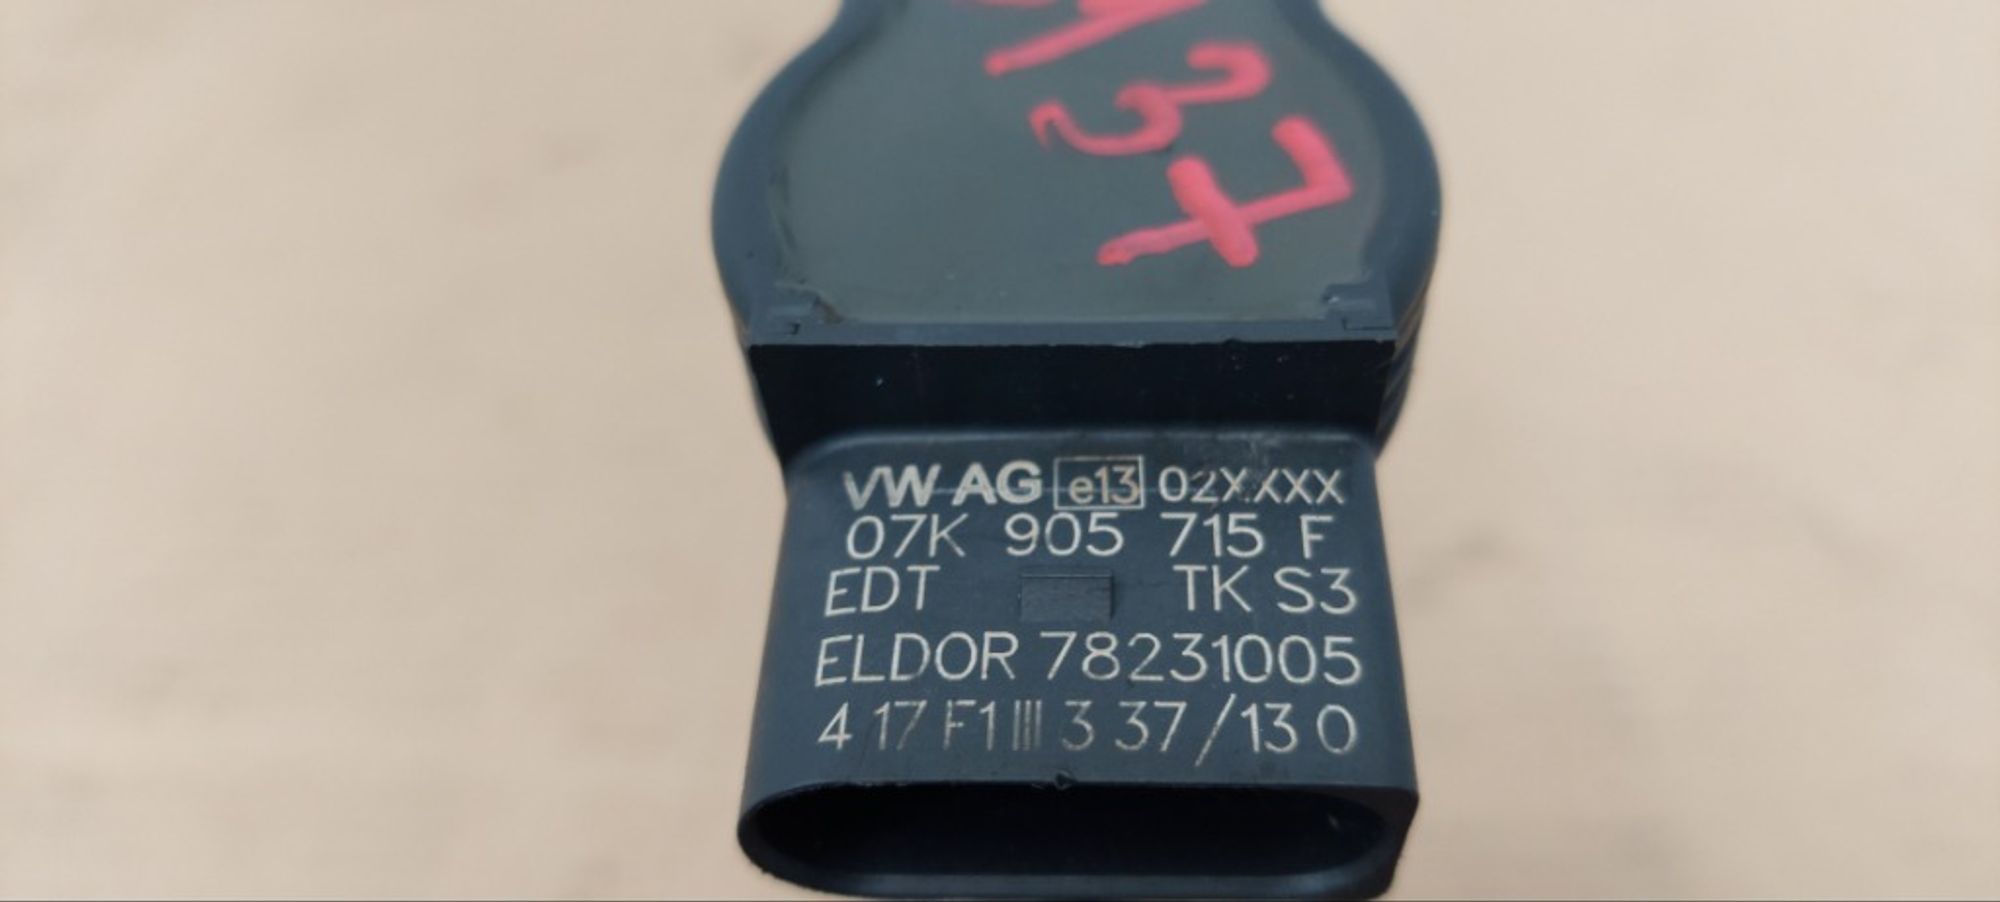 37
VW AG e13 02XXXX
07K 905 715 F
EDT TK S3
ELDOR 78231005
4 17 F1 III 3 37 /13 0